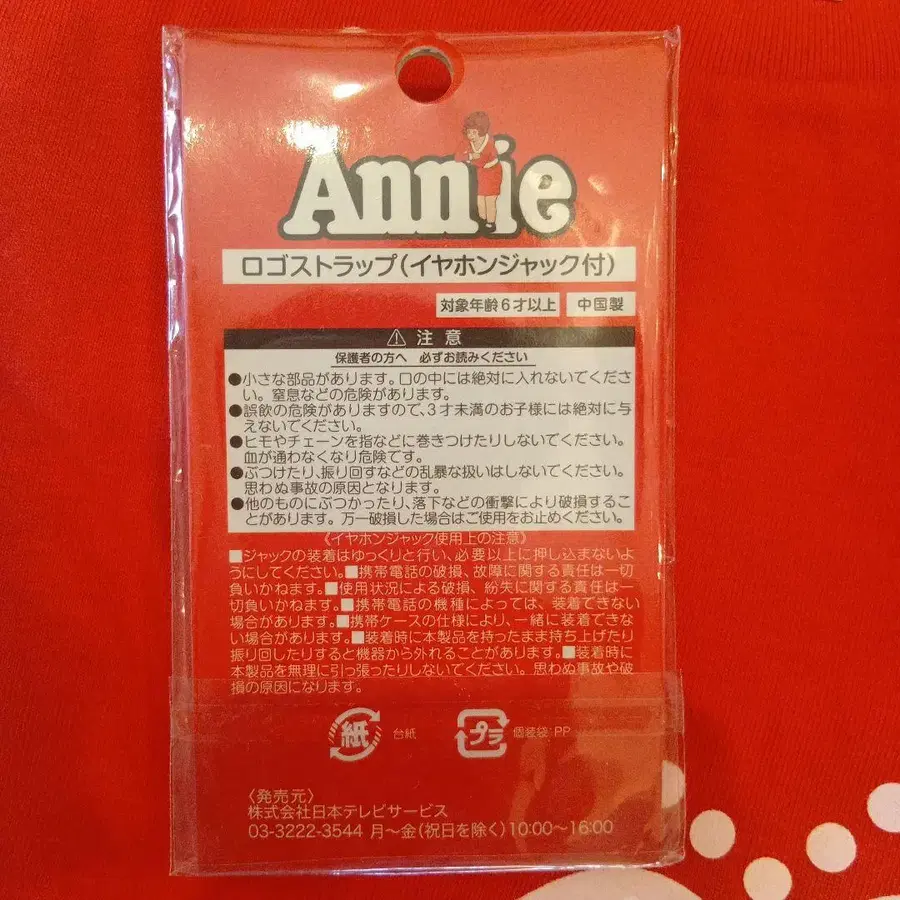 Annie
ロゴストラップ(イヤホンジャック付)
対象年齢6才以上 中国製
⚠ 注意
保護者の方へ 必ずお読みください
●小さな部品があります。口の中には絶対に入れないでくださ
い。窒息などの危険があります。
●誤飲の危険がありますので、3才未満のお子様には絶対に与
えないでください。
●ヒモやチェーンを指などに巻きつけたりしないでください。
血が通わなくなり危険です。
●ぶつけたり、振り回すなどの乱暴な扱いはしないでください。
思わぬ事故の原因となります。
●他のものにぶつかったり、落下などの衝撃により破損するこ
とがあります。万一破損した場合はご使用をお止めください。
〈イヤホンジャック使用上の注意〉
■ジャックの装着はゆっくりと行い、必要以上に押し込まないよ
うにしてください。■携帯電話の破損、故障に関する責任は一切
負いかねます。■使用状況による破損、紛失に関する責任は一
切負いかねます。■携帯電話の機種によっては、装着できない
場合があります。■携帯ケースの仕様により、一緒に装着できな
い場合があります。■装着時に本製品を持ったまま持ち上げたり
振り回したりすると機器から外れることがあります。■装着時に
本製品を無理に引っ張ったりしないでください。思わぬ事故や破
損の原因になります。
紙 台紙 プラ 個装袋:PP
〈発売元〉
株式会社日本テレビサービス
03-3222-3544 月～金(祝日を除く)10:00～16:00